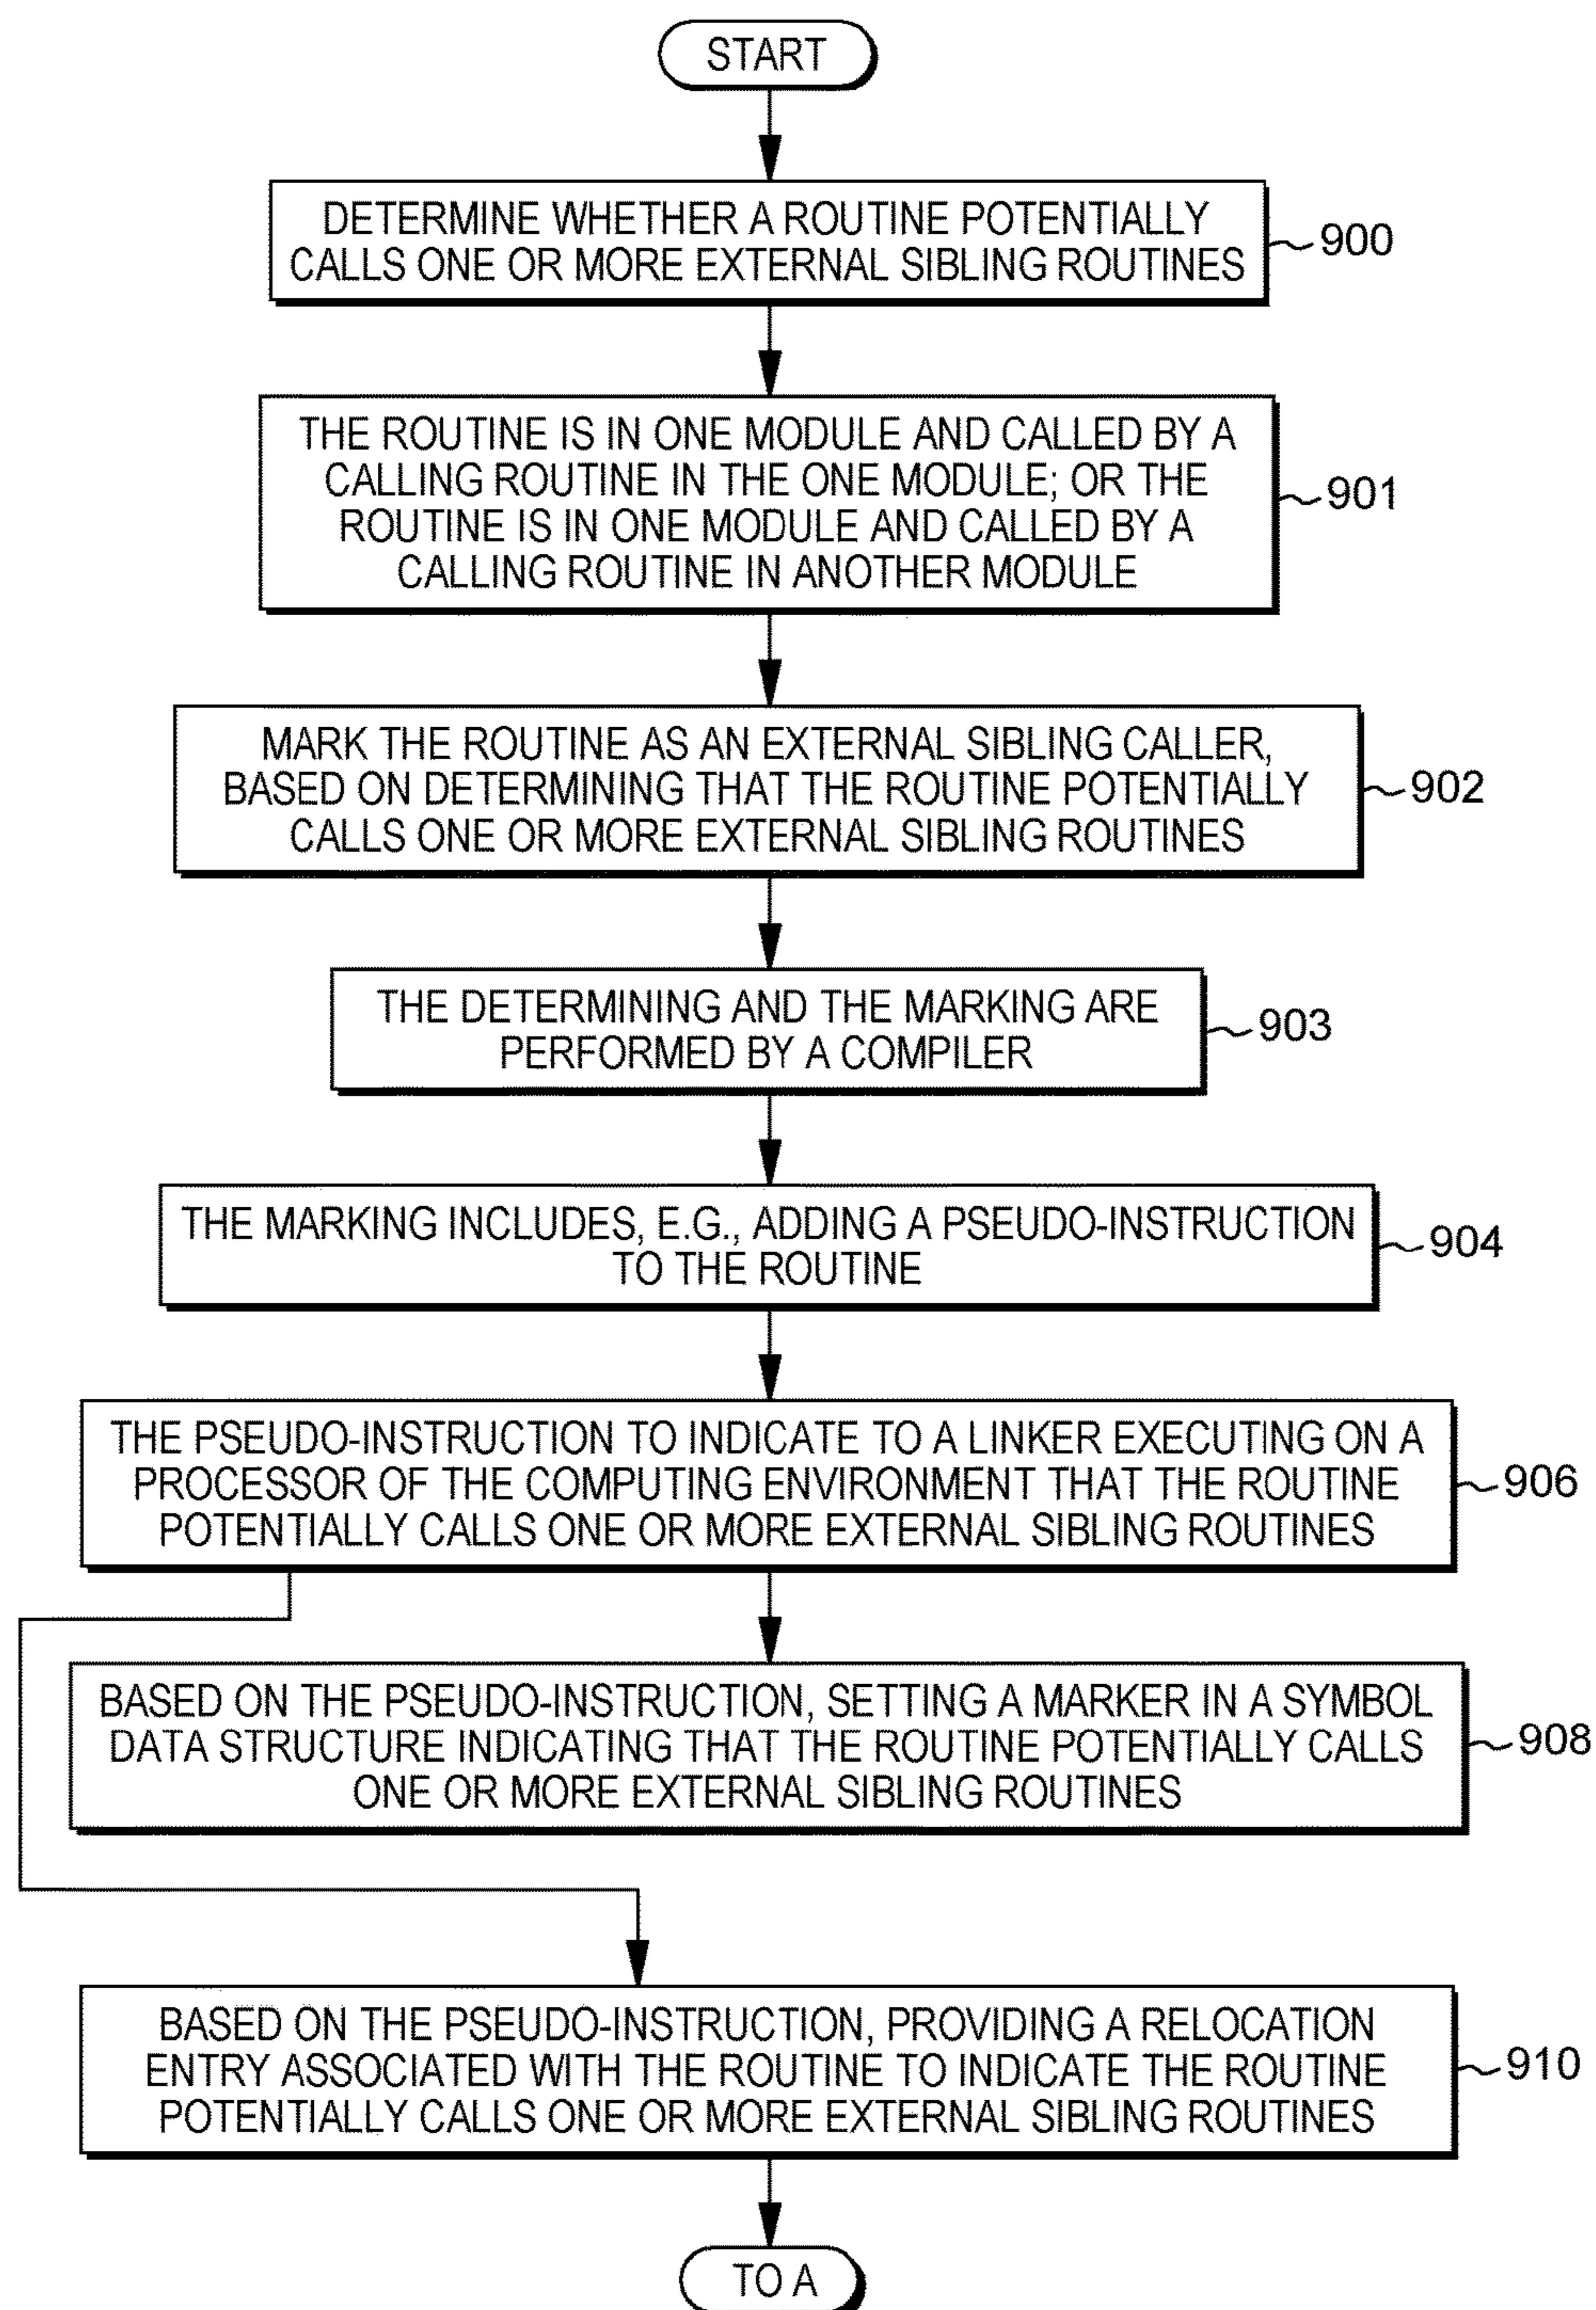 START
DETERMINE WHETHER A ROUTINE POTENTIALLY
CALLS ONE OR MORE EXTERNAL SIBLING ROUTINES
900
THE ROUTINE IS IN ONE MODULE AND CALLED BY A
CALLING ROUTINE IN THE ONE MODULE; OR THE
ROUTINE IS IN ONE MODULE AND CALLED BY A
CALLING ROUTINE IN ANOTHER MODULE
901
MARK THE ROUTINE AS AN EXTERNAL SIBLING CALLER,
BASED ON DETERMINING THAT THE ROUTINE POTENTIALLY
CALLS ONE OR MORE EXTERNAL SIBLING ROUTINES
902
THE DETERMINING AND THE MARKING ARE
PERFORMED BY A COMPILER
903
THE MARKING INCLUDES, E.G., ADDING A PSEUDO-INSTRUCTION
TO THE ROUTINE
904
THE PSEUDO-INSTRUCTION TO INDICATE TO A LINKER EXECUTING ON A
PROCESSOR OF THE COMPUTING ENVIRONMENT THAT THE ROUTINE
POTENTIALLY CALLS ONE OR MORE EXTERNAL SIBLING ROUTINES
906
BASED ON THE PSEUDO-INSTRUCTION, SETTING A MARKER IN A SYMBOL
DATA STRUCTURE INDICATING THAT THE ROUTINE POTENTIALLY CALLS
ONE OR MORE EXTERNAL SIBLING ROUTINES
908
BASED ON THE PSEUDO-INSTRUCTION, PROVIDING A RELOCATION
ENTRY ASSOCIATED WITH THE ROUTINE TO INDICATE THE ROUTINE
POTENTIALLY CALLS ONE OR MORE EXTERNAL SIBLING ROUTINES
910
TO A